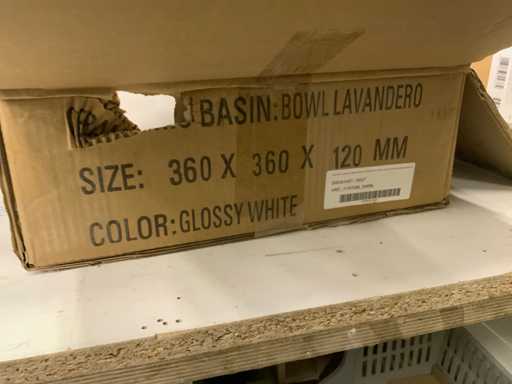 BASIN: BOWL LAVANDERO
SIZE: 360 X 360 X 120 MM
COLOR: GLOSSY WHITE